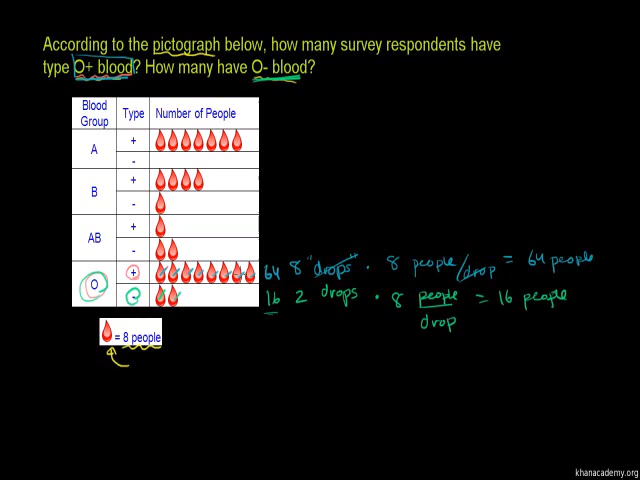 According to the pictograph below, how many survey respondents have
type O+ blood? How many have O- blood?
Blood Group Type Number of People
A +
-
B +
-
AB +
-
O + 64 8 "drops" · 8 people/drop = 64 people
- 16 2 drops · 8 people/drop = 16 people
= 8 people
khanacademy.org